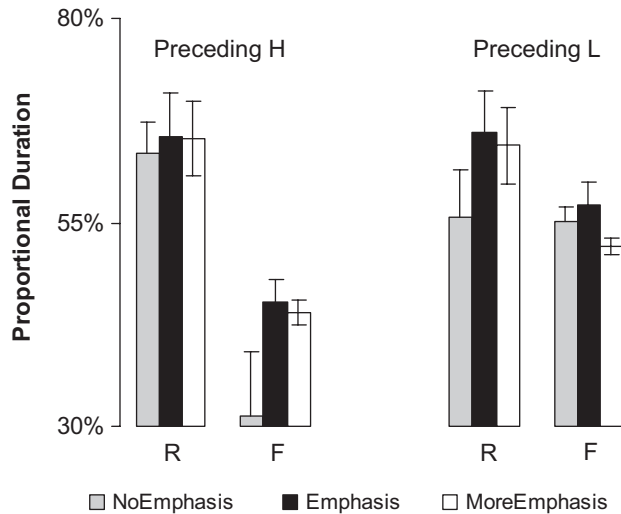 80%
Preceding H
Preceding L
Proportional Duration
55%
30%
R
F
R
F
NoEmphasis
Emphasis
MoreEmphasis